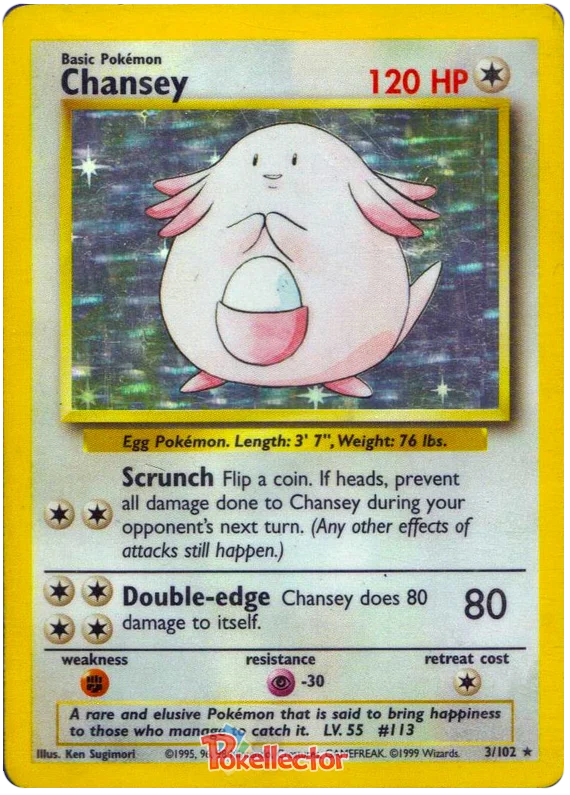 Basic Pokémon
Chansey 120 HP
Egg Pokémon. Length: 3' 7", Weight: 76 lbs.
Scrunch Flip a coin. If heads, prevent
all damage done to Chansey during your
opponent's next turn. (Any other effects of
attacks still happen.)
Double-edge Chansey does 80 80
damage to itself.
weakness resistance retreat cost
-30
A rare and elusive Pokémon that is said to bring happiness
to those who manage to catch it. LV. 55 #113
Illus. Ken Sugimori ©1995, 96, GAMEFREAK. ©1999 Wizards. 3/102 ★
Pokellector